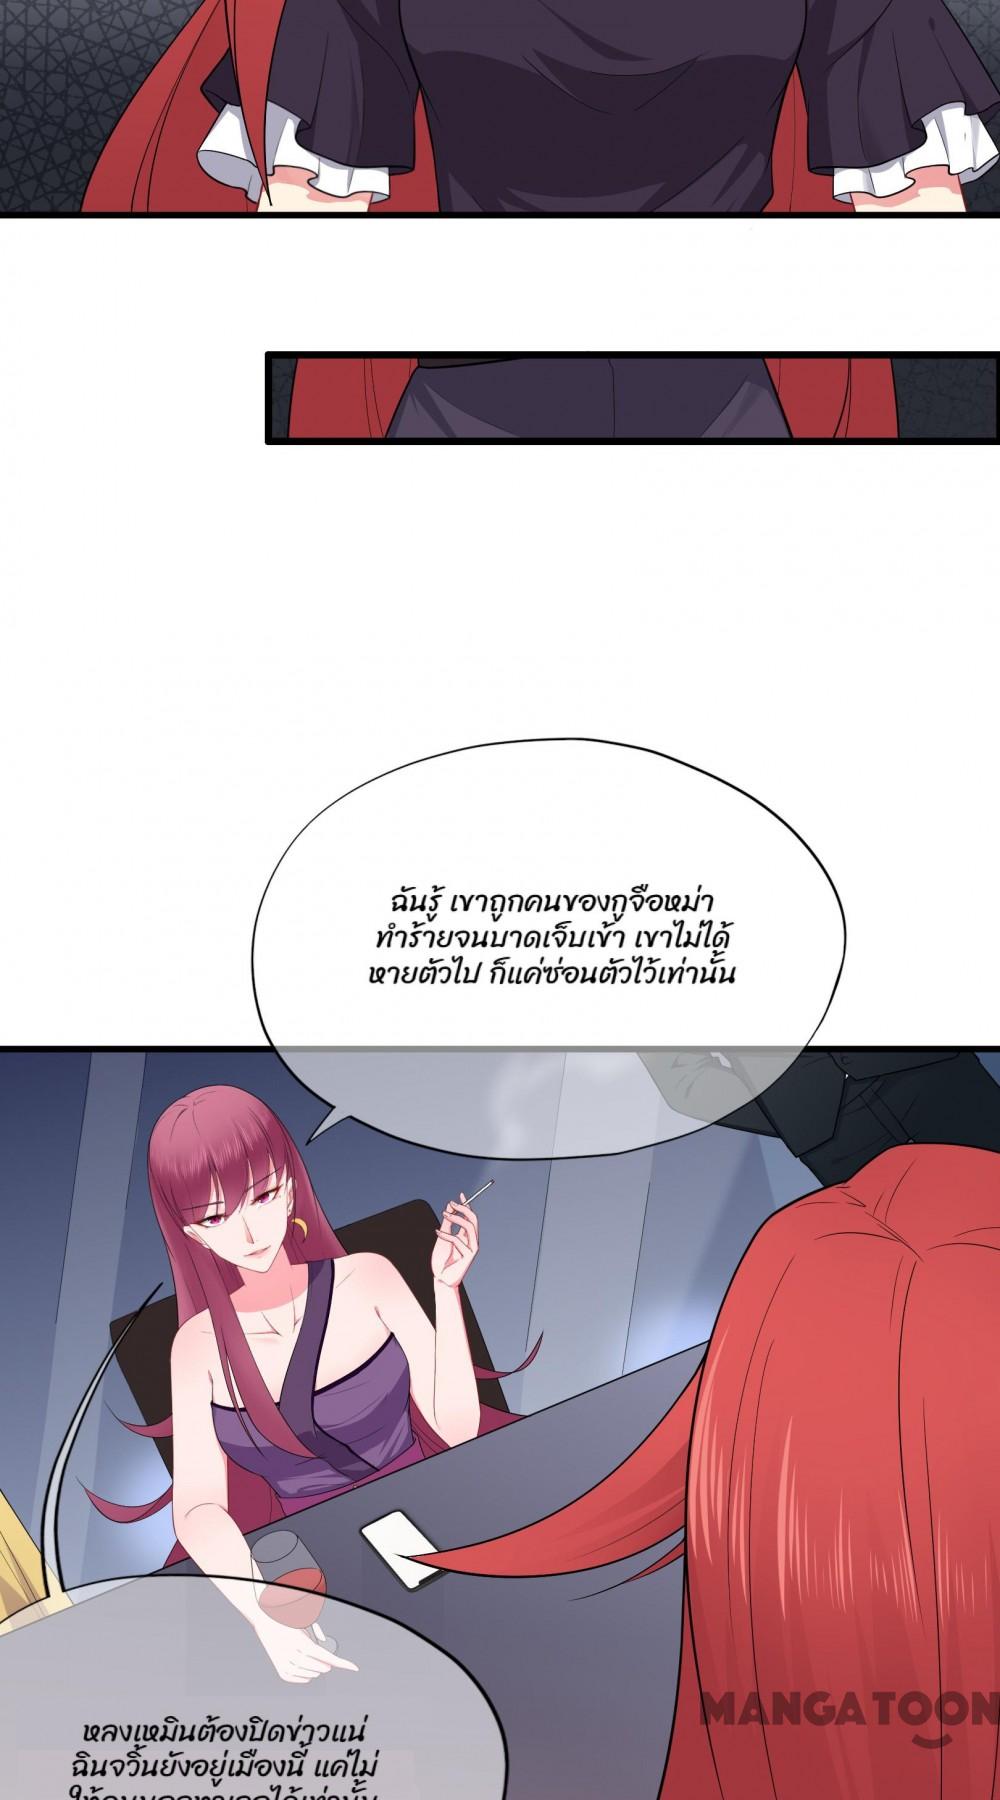 ฉันรู้ เขาถูกคนของกูจือหม่า
ทำร้ายจนบาดเจ็บเข้า เขาไม่ได้
หายตัวไป ก็แค่ซ่อนตัวไว้เท่านั้น
MANGATOON
หลงเหมินต้องปิดข่าวแน่
ฉินจวิ้นยังอยู่เมืองนี้ แค่ไม่